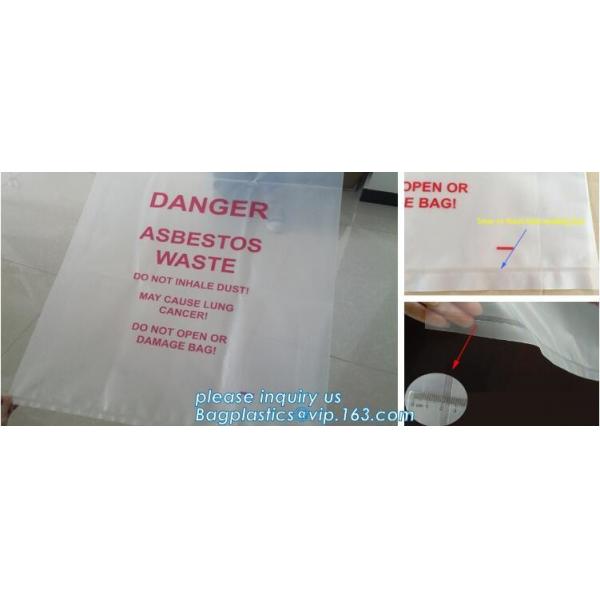 DANGER
ASBESTOS
WASTE
DO NOT INHALE DUST!
MAY CAUSE LUNG
CANCER!
DO NOT OPEN OR
DAMAGE BAG!
please inquiry us
Bagplastics@vip.163.com
OPEN OR
E BAG!